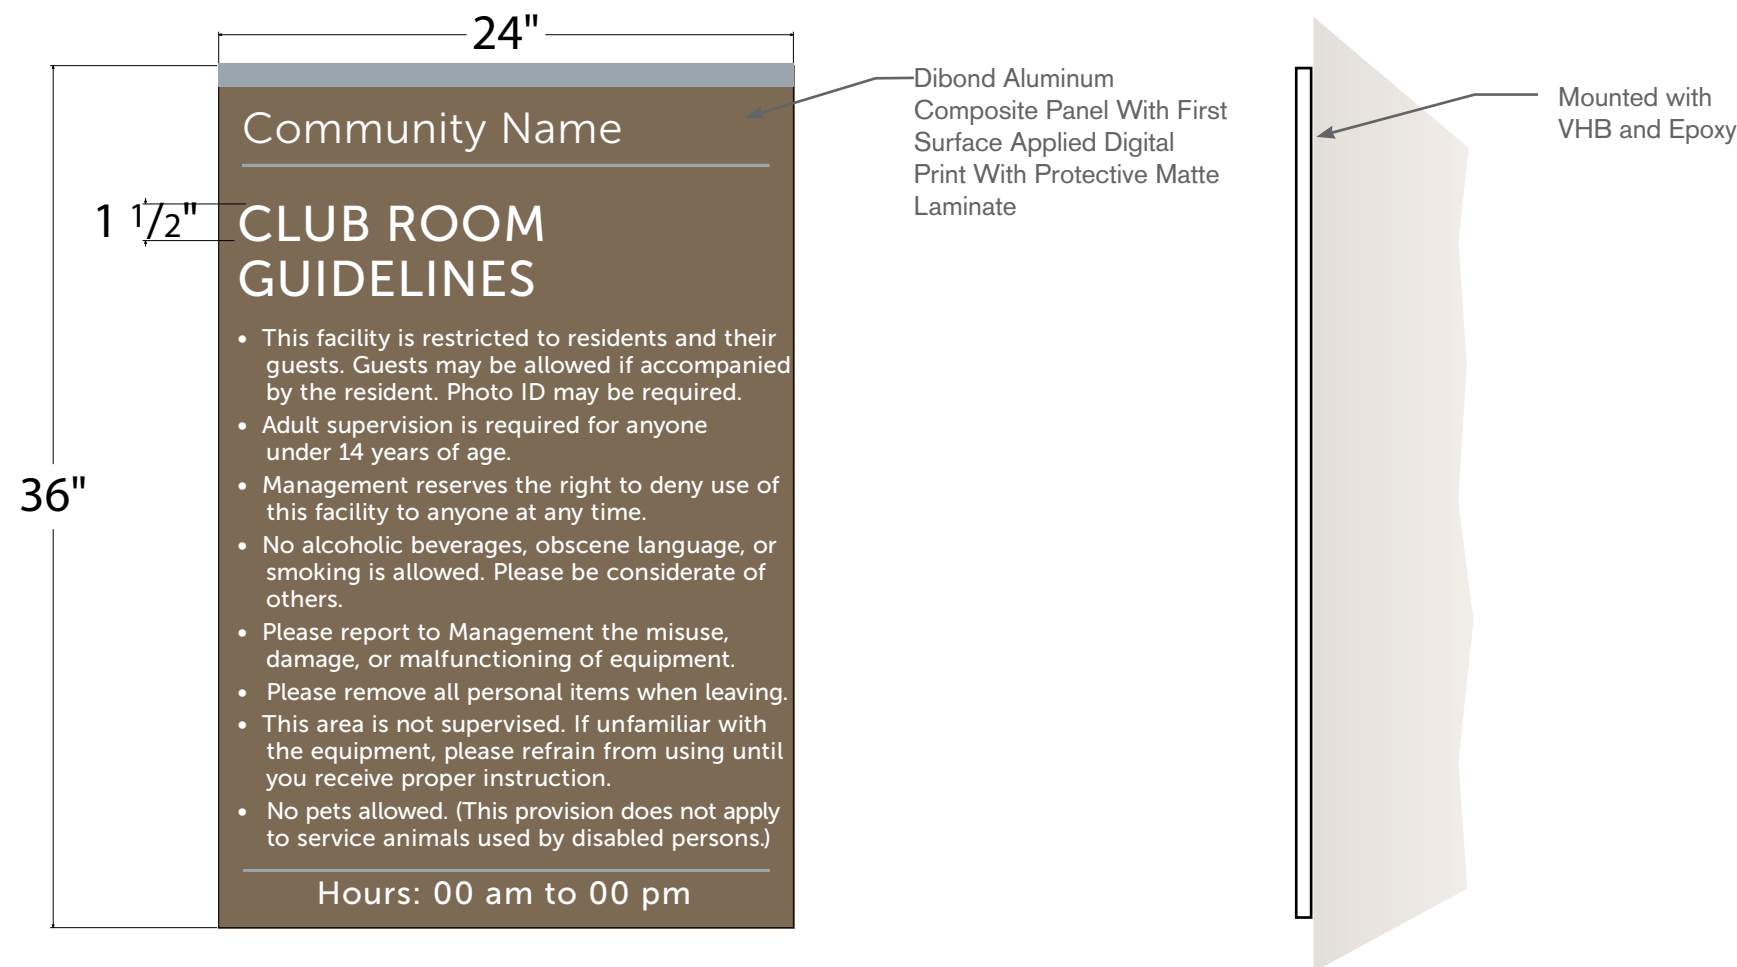 24"
36"
1 1/2"
Community Name
CLUB ROOM
GUIDELINES
• This facility is restricted to residents and their
guests. Guests may be allowed if accompanied
by the resident. Photo ID may be required.
• Adult supervision is required for anyone
under 14 years of age.
• Management reserves the right to deny use of
this facility to anyone at any time.
• No alcoholic beverages, obscene language, or
smoking is allowed. Please be considerate of
others.
• Please report to Management the misuse,
damage, or malfunctioning of equipment.
• Please remove all personal items when leaving.
• This area is not supervised. If unfamiliar with
the equipment, please refrain from using until
you receive proper instruction.
• No pets allowed. (This provision does not apply
to service animals used by disabled persons.)
Hours: 00 am to 00 pm
Dibond Aluminum
Composite Panel With First
Surface Applied Digital
Print With Protective Matte
Laminate
Mounted with
VHB and Epoxy